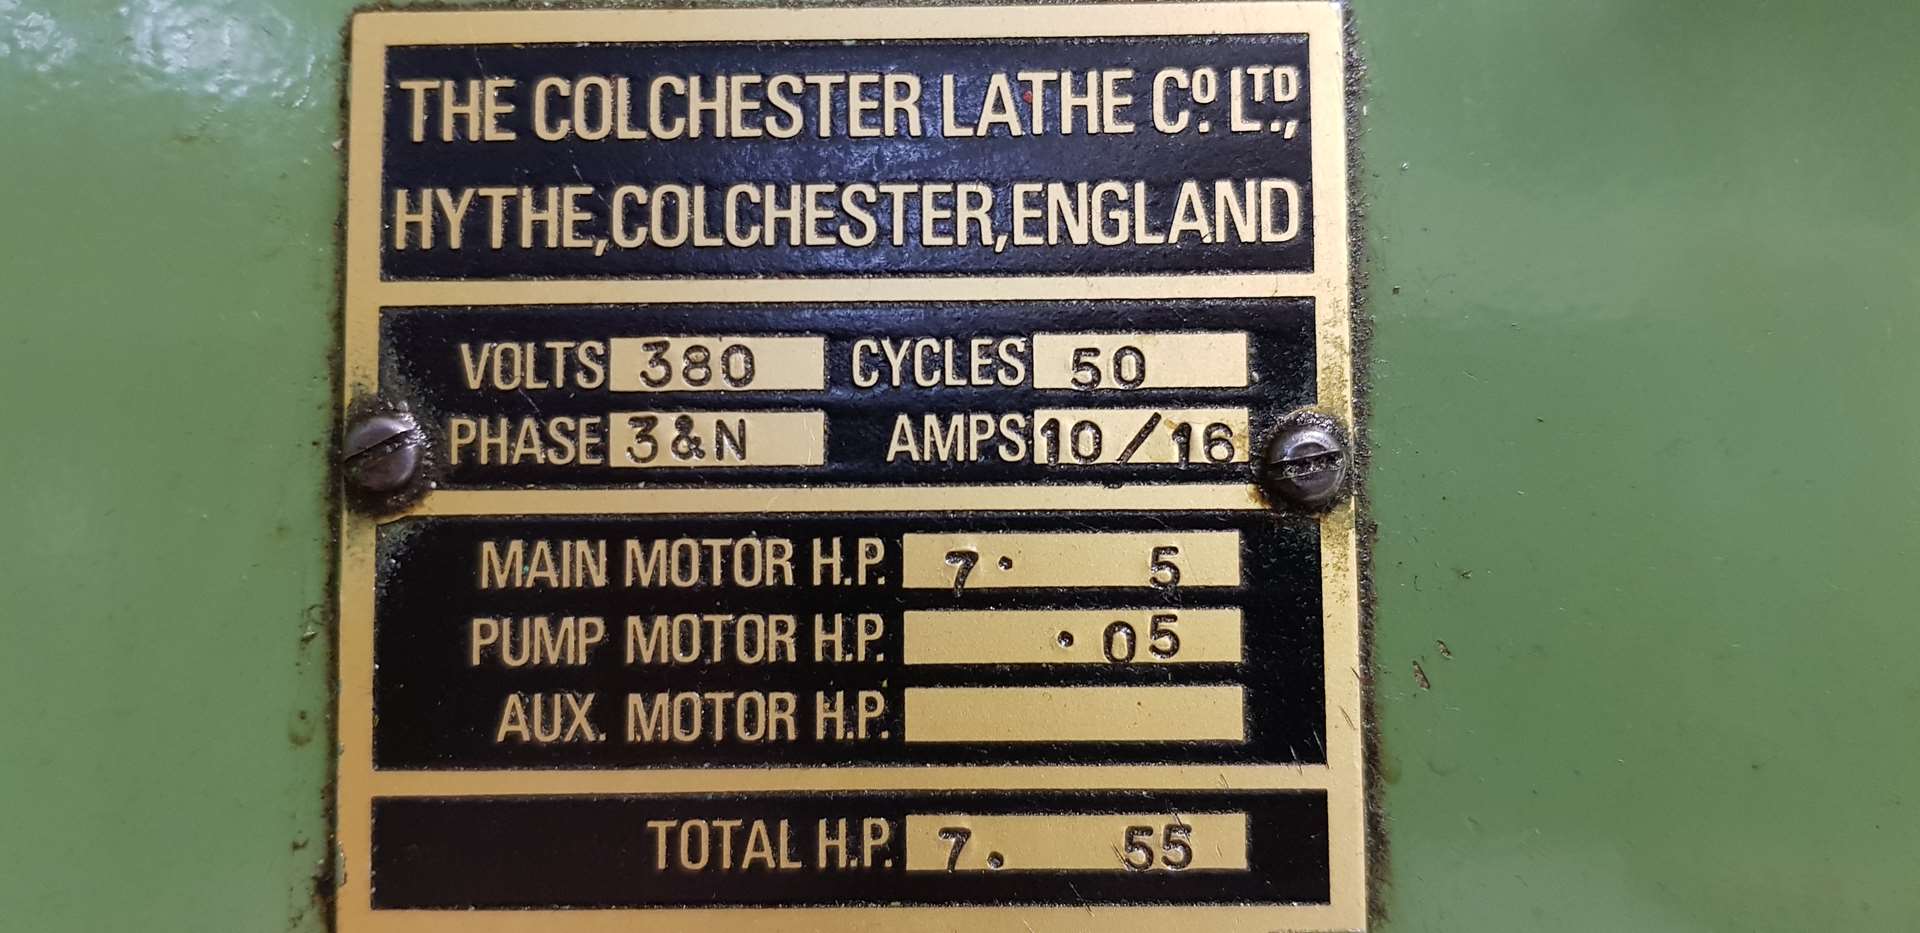 THE COLCHESTER LATHE Cº. LTD.,
HYTHE, COLCHESTER, ENGLAND
VOLTS 380 CYCLES 50
PHASE 3&N AMPS 10/16
MAIN MOTOR H.P. 7. 5
PUMP MOTOR H.P. .05
AUX. MOTOR H.P.
TOTAL H.P. 7. 55